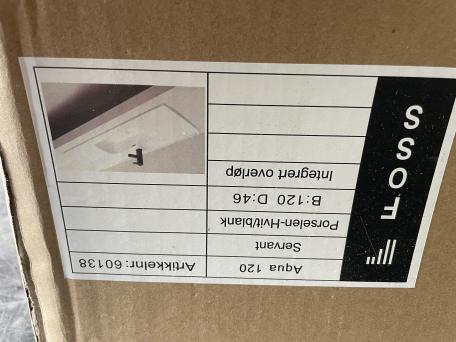 FOSS
Aqua 120
Artikkelnr: 60138
Servant
Porselen-Hvit/blank
B:120 D:46
Integrert overløp